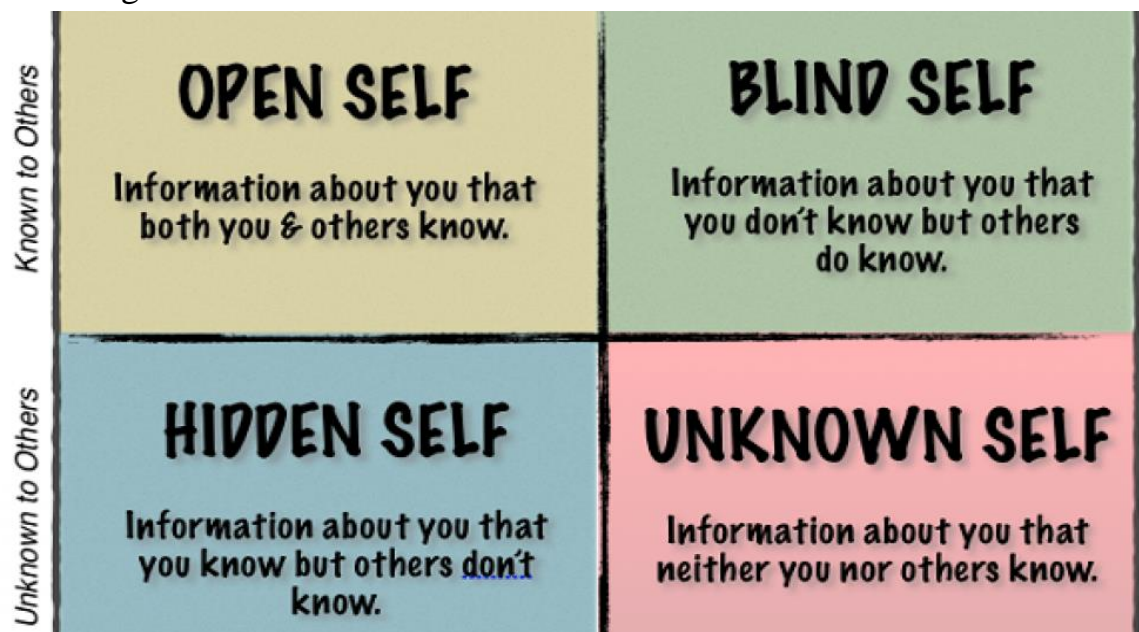 Known to Others
OPEN SELF
Information about you that
both you & others know.
BLIND SELF
Information about you that
you don't know but others
do know.
Unknown to Others
HIDDEN SELF
Information about you that
you know but others don't
know.
UNKNOWN SELF
Information about you that
neither you nor others know.